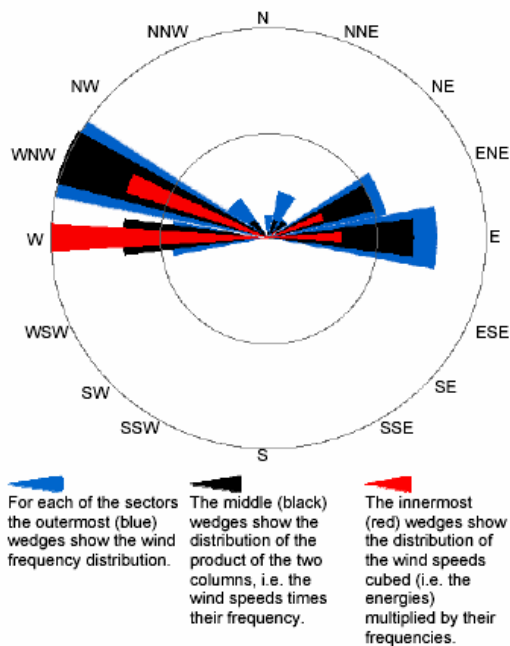 N
NNW
NNE
NW
NE
WNW
ENE
W
E
WSW
ESE
SW
SE
SSW
SSE
S
For each of the sectors
the outermost (blue)
wedges show the wind
frequency distribution.
The middle (black)
wedges show the
distribution of the
product of the two
columns, i.e. the
wind speeds times
their frequency.
The innermost
(red) wedges show
the distribution of
the wind speeds
cubed (i.e. the
energies)
multiplied by their
frequencies.